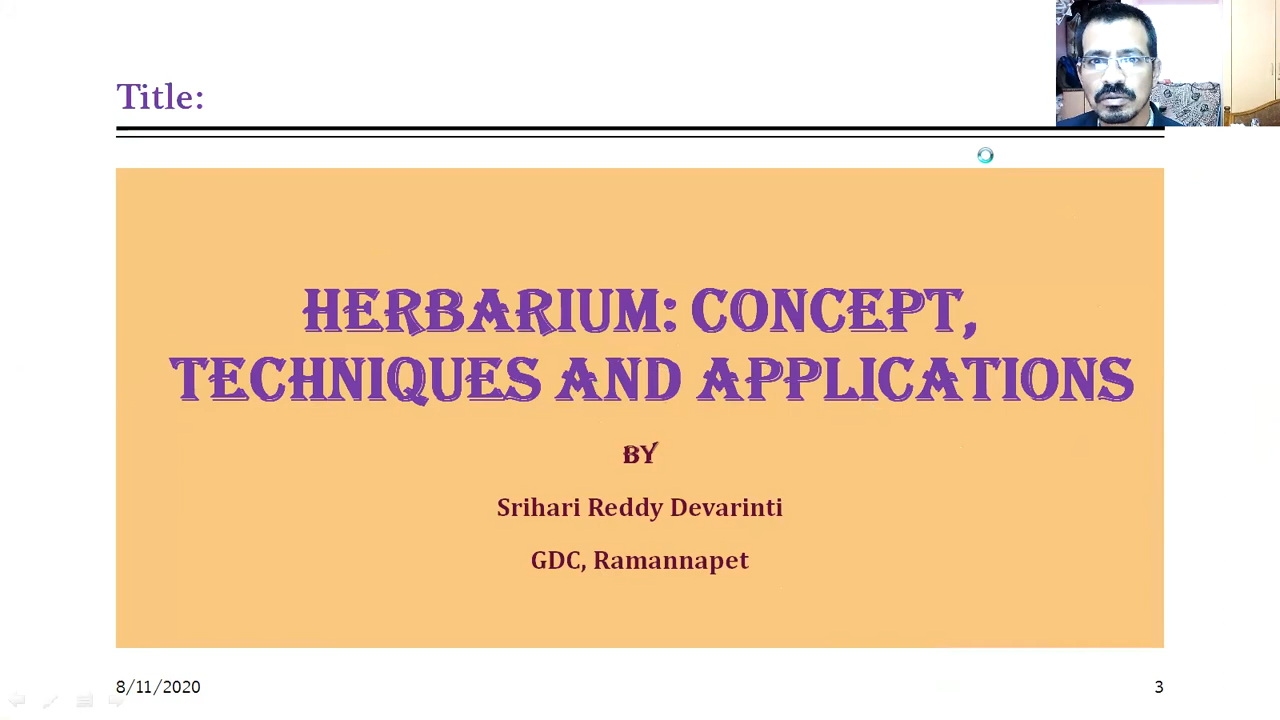 Title:
HERBARIUM: CONCEPT,
TECHNIQUES AND APPLICATIONS
BY
Srihari Reddy Devarinti
GDC, Ramannapet
8/11/2020
3